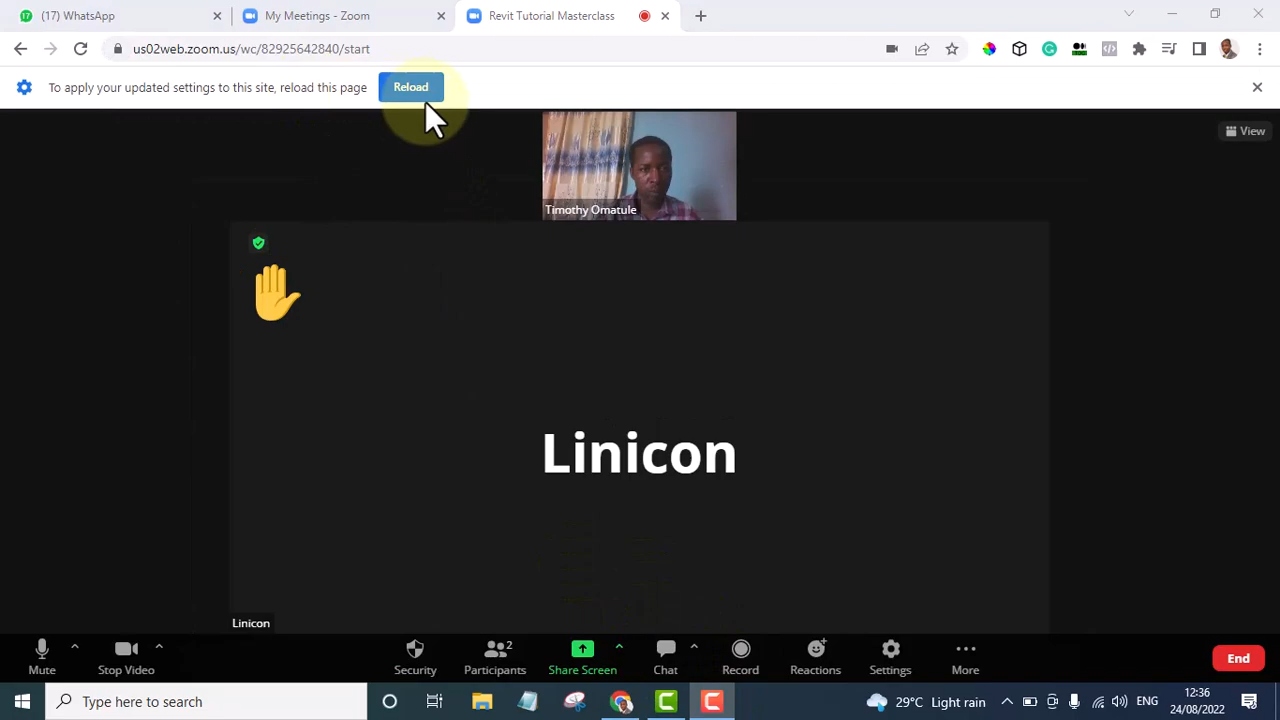 (17) WhatsApp
My Meetings - Zoom
Revit Tutorial Masterclass
us02web.zoom.us/wc/82925642840/start
To apply your updated settings to this site, reload this page
Reload
View
Timothy Omatule
Linicon
Linicon
Mute
Stop Video
Security
2
Participants
Share Screen
Chat
Record
Reactions
Settings
More
End
Type here to search
29°C Light rain
ENG
12:36
24/08/2022